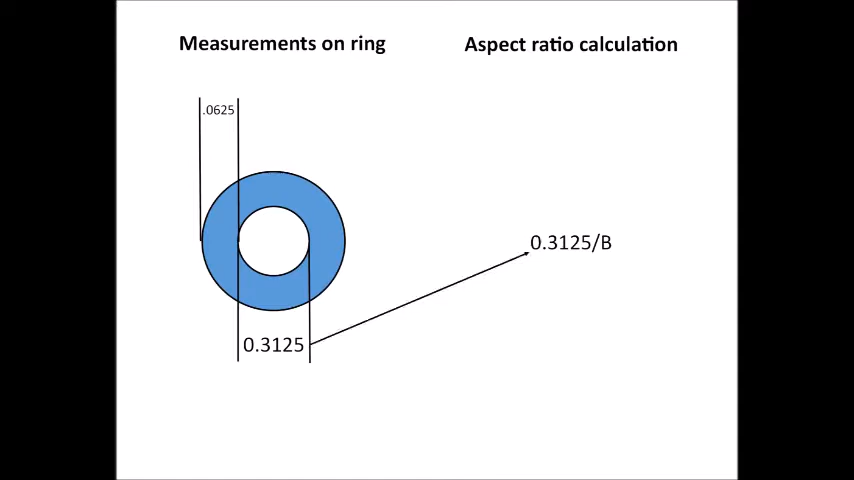 Measurements on ring
Aspect ratio calculation
.0625
0.3125/B
0.3125